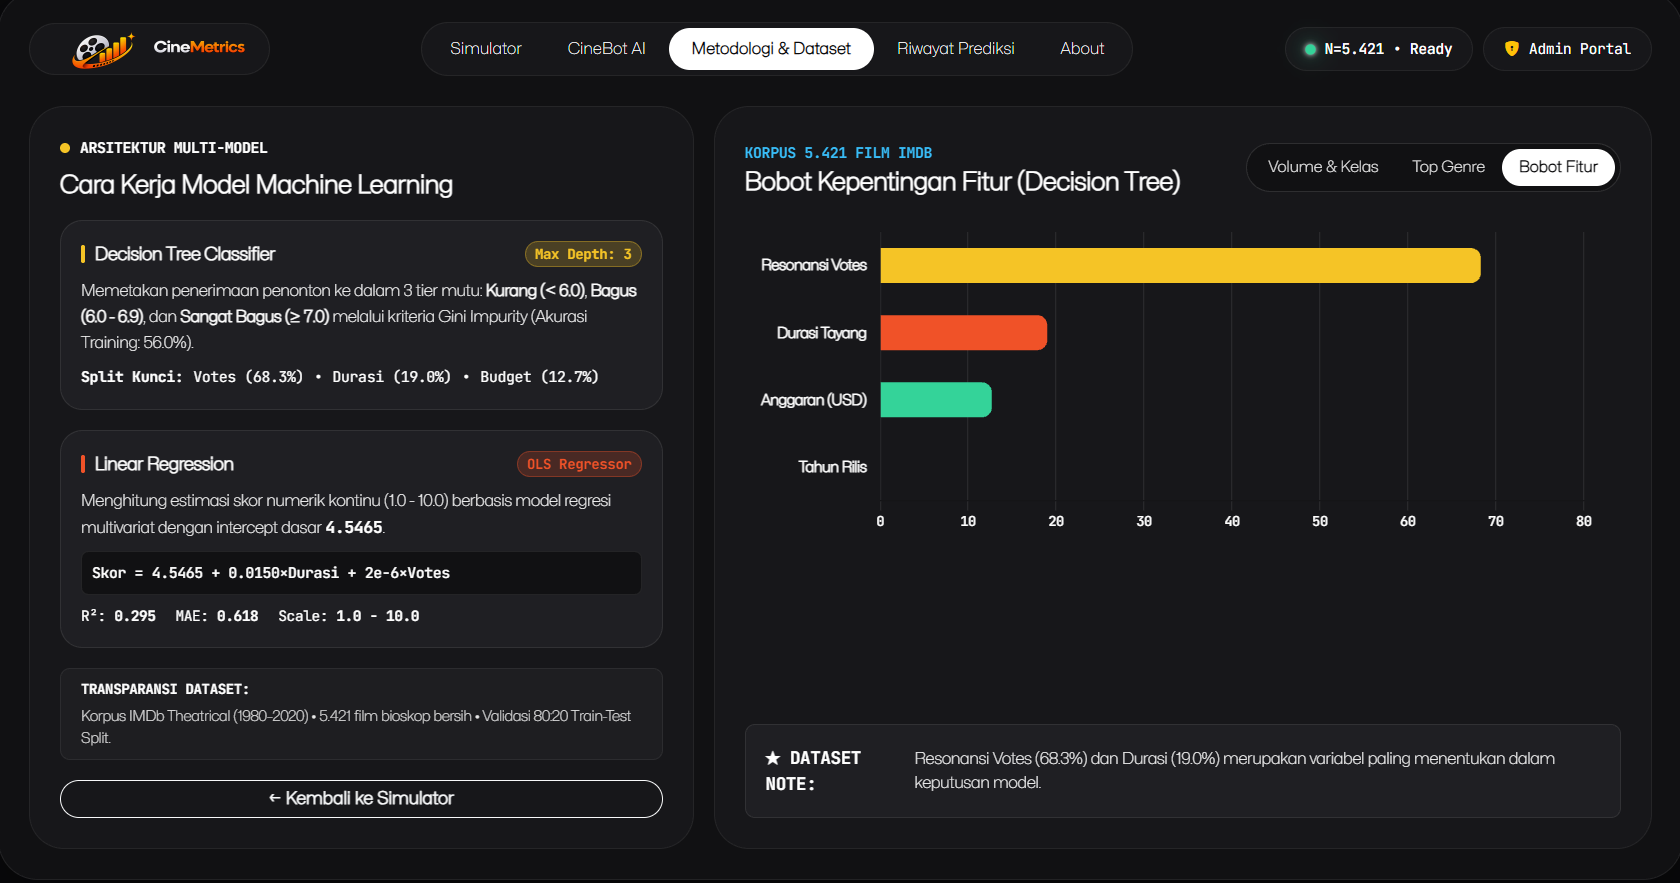 CineMetrics
Simulator
CineBot AI
Metodologi & Dataset
Riwayat Prediksi
About
N=5.421 • Ready
Admin Portal
ARSITEKTUR MULTI-MODEL
Cara Kerja Model Machine Learning
Decision Tree Classifier
Max Depth: 3
Memetakan penerimaan penonton ke dalam 3 tier mutu: Kurang (< 6.0), Bagus
(6.0 - 6.9), dan Sangat Bagus (≥ 7.0) melalui kriteria Gini Impurity (Akurasi
Training: 56.0%).
Split Kunci: Votes (68.3%) • Durasi (19.0%) • Budget (12.7%)
Linear Regression
OLS Regressor
Menghitung estimasi skor numerik kontinu (1.0 - 10.0) berbasis model regresi
multivariat dengan intercept dasar 4.5465.
Skor = 4.5465 + 0.0150×Durasi + 2e-6×Votes
R²: 0.295 MAE: 0.618 Scale: 1.0 - 10.0
TRANSPARANSI DATASET:
Korpus IMDb Theatrical (1980-2020) • 5.421 film bioskop bersih • Validasi 80:20 Train-Test
Split.
← Kembali ke Simulator
KORPUS 5.421 FILM IMDB
Bobot Kepentingan Fitur (Decision Tree)
Volume & Kelas
Top Genre
Bobot Fitur
Resonansi Votes
Durasi Tayang
Anggaran (USD)
Tahun Rilis
0 10 20 30 40 50 60 70 80
★ DATASET
NOTE:
Resonansi Votes (68.3%) dan Durasi (19.0%) merupakan variabel paling menentukan dalam
keputusan model.